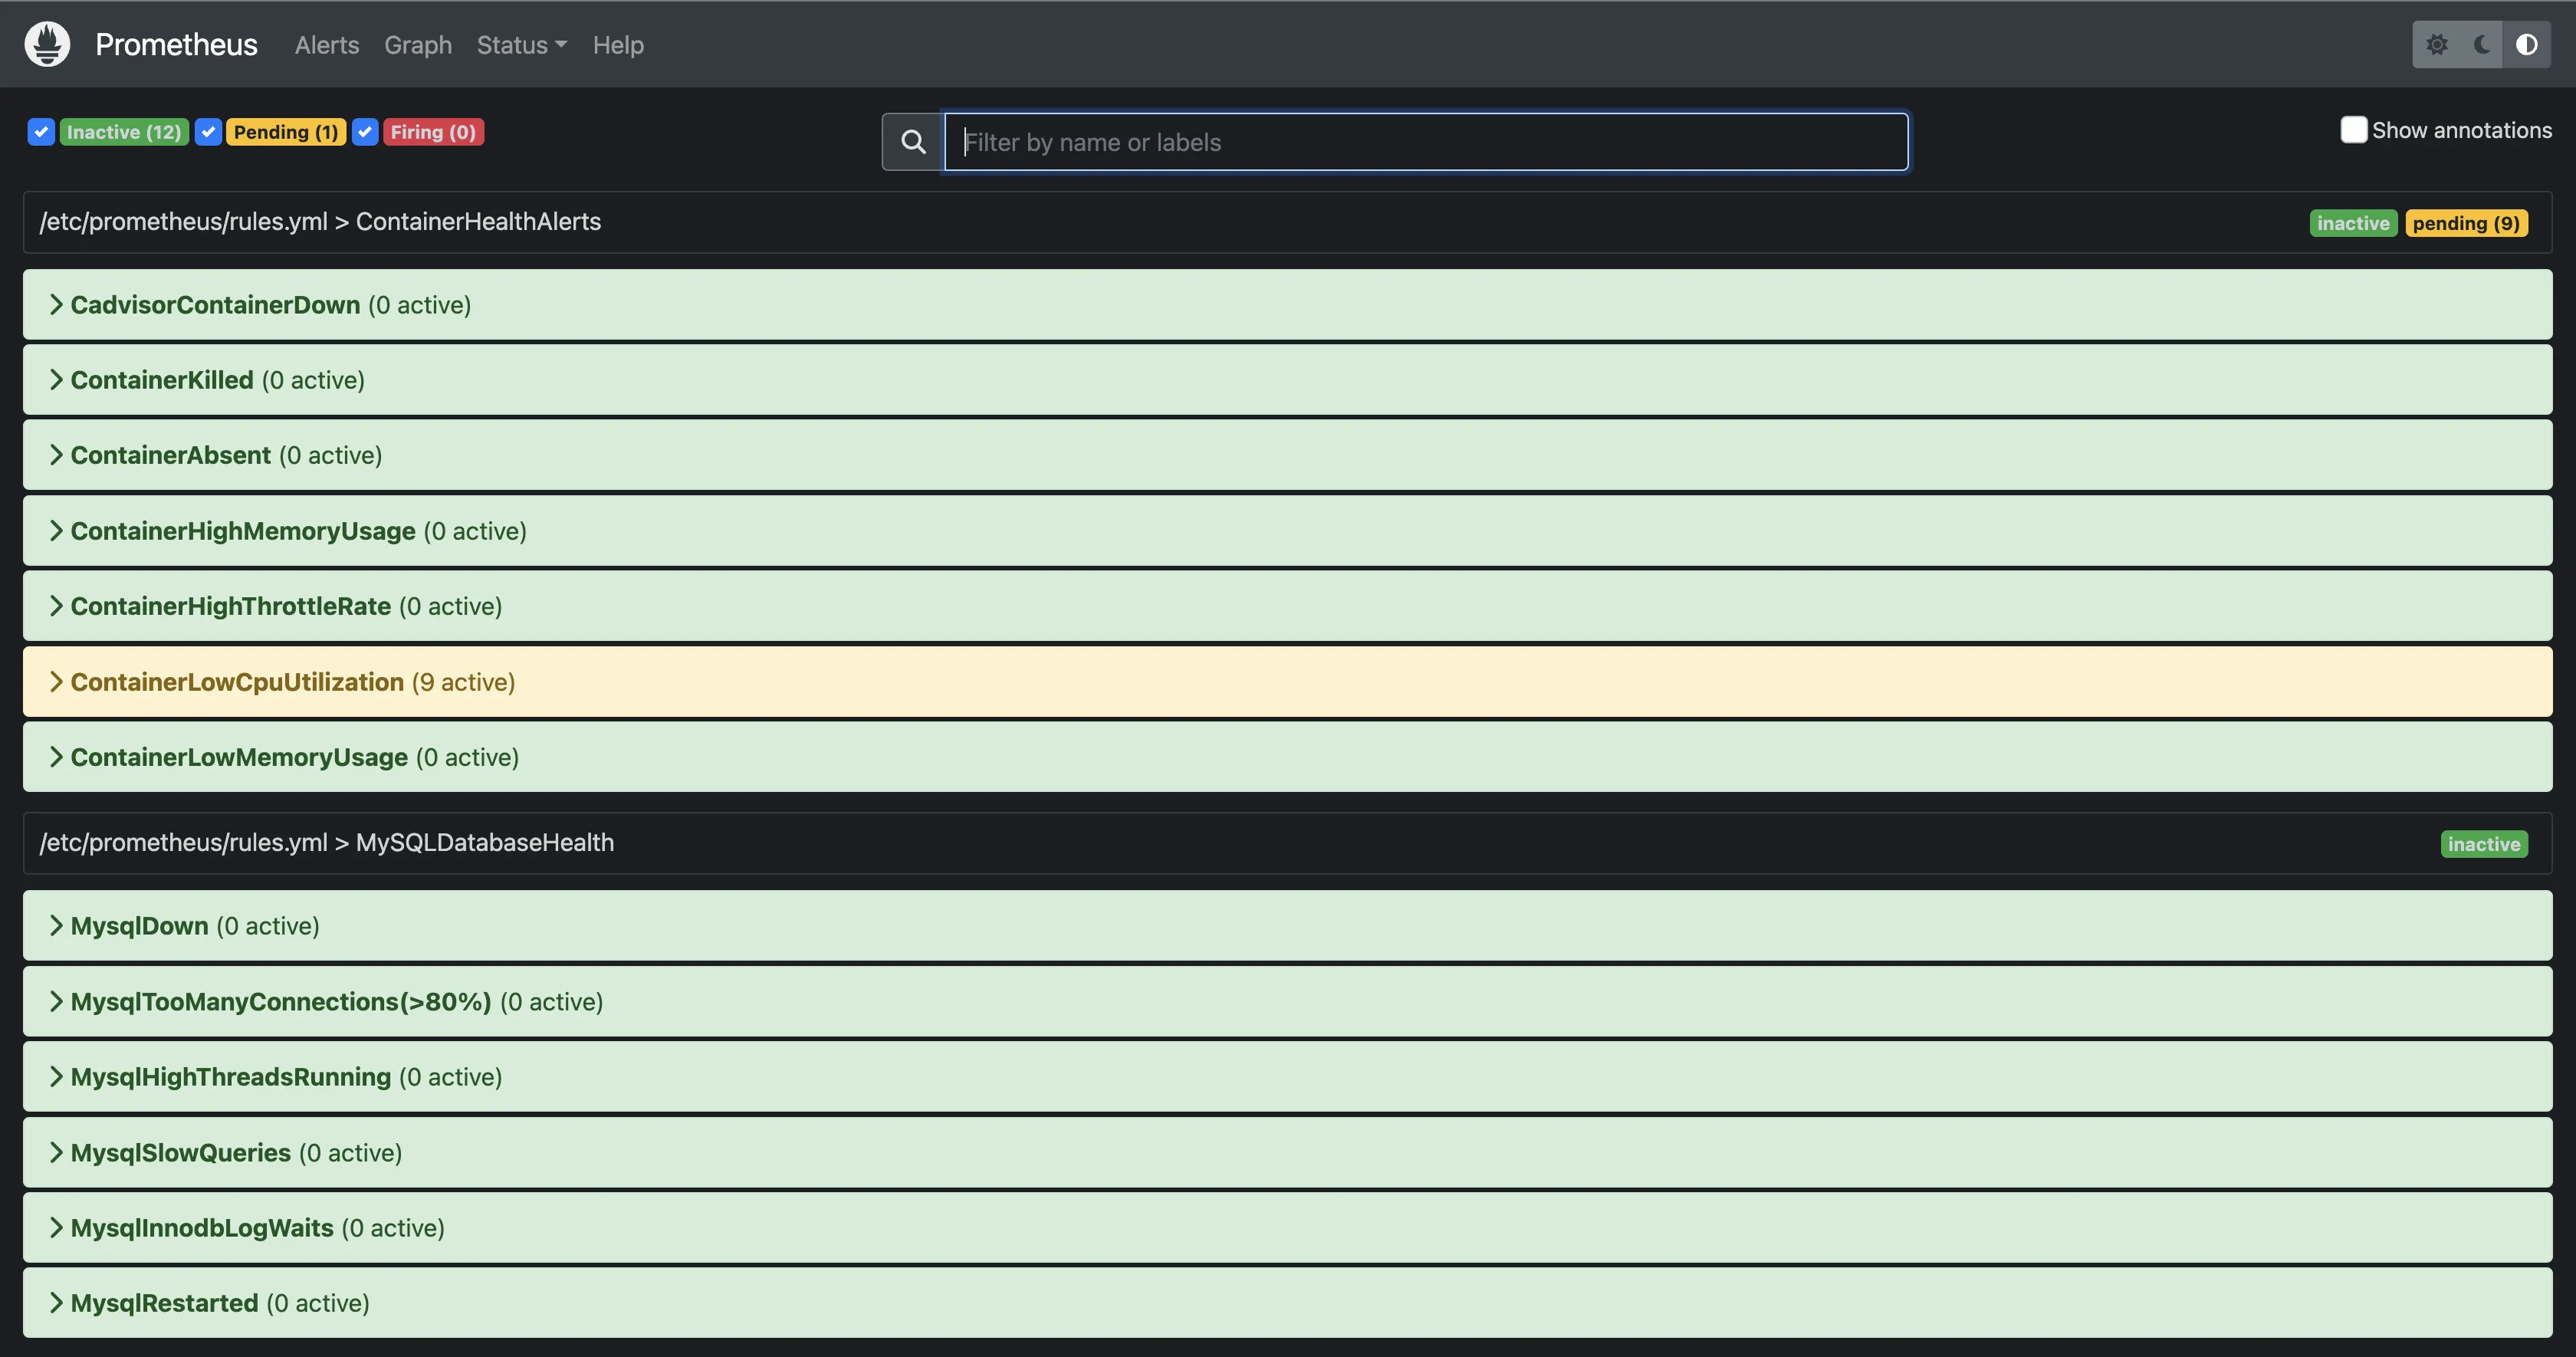 Prometheus Alerts Graph Status Help
Inactive (12) Pending (1) Firing (0) Filter by name or labels Show annotations
/etc/prometheus/rules.yml > ContainerHealthAlerts inactive pending (9)
CadvisorContainerDown (0 active)
ContainerKilled (0 active)
ContainerAbsent (0 active)
ContainerHighMemoryUsage (0 active)
ContainerHighThrottleRate (0 active)
ContainerLowCpuUtilization (9 active)
ContainerLowMemoryUsage (0 active)
/etc/prometheus/rules.yml > MySQLDatabaseHealth inactive
MysqlDown (0 active)
MysqlTooManyConnections(>80%) (0 active)
MysqlHighThreadsRunning (0 active)
MysqlSlowQueries (0 active)
MysqlInnodbLogWaits (0 active)
MysqlRestarted (0 active)